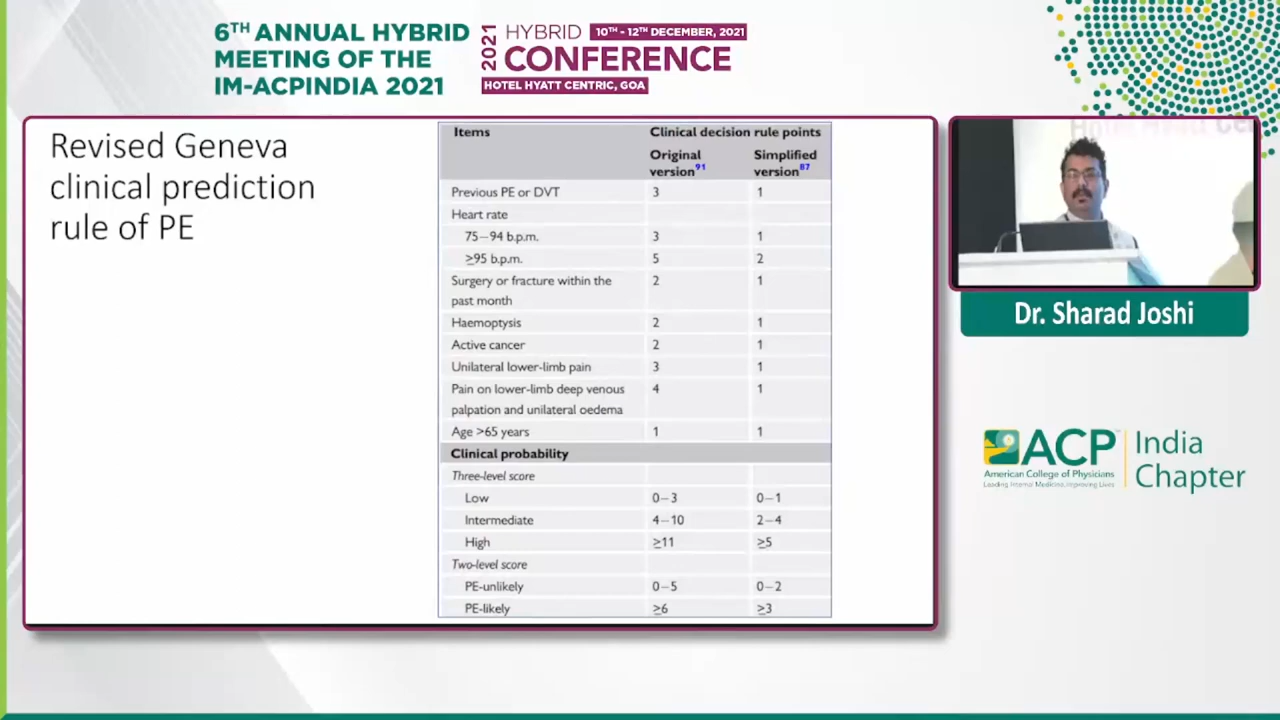 6TH ANNUAL HYBRID
MEETING OF THE
IM-ACPINDIA 2021
2021
HYBRID 10TH - 12TH DECEMBER, 2021
CONFERENCE
HOTEL HYATT CENTRIC, GOA
Revised Geneva
clinical prediction
rule of PE
Items Clinical decision rule points
Original version91 Simplified version87
Previous PE or DVT 3 1
Heart rate
75–94 b.p.m. 3 1
≥95 b.p.m. 5 2
Surgery or fracture within the
past month 2 1
Haemoptysis 2 1
Active cancer 2 1
Unilateral lower-limb pain 3 1
Pain on lower-limb deep venous
palpation and unilateral oedema 4 1
Age >65 years 1 1
Clinical probability
Three-level score
Low 0–3 0–1
Intermediate 4–10 2–4
High ≥11 ≥5
Two-level score
PE-unlikely 0–5 0–2
PE-likely ≥6 ≥3
Dr. Sharad Joshi
ACP
American College of Physicians
Leading Internal Medicine, Improving Lives
India
Chapter